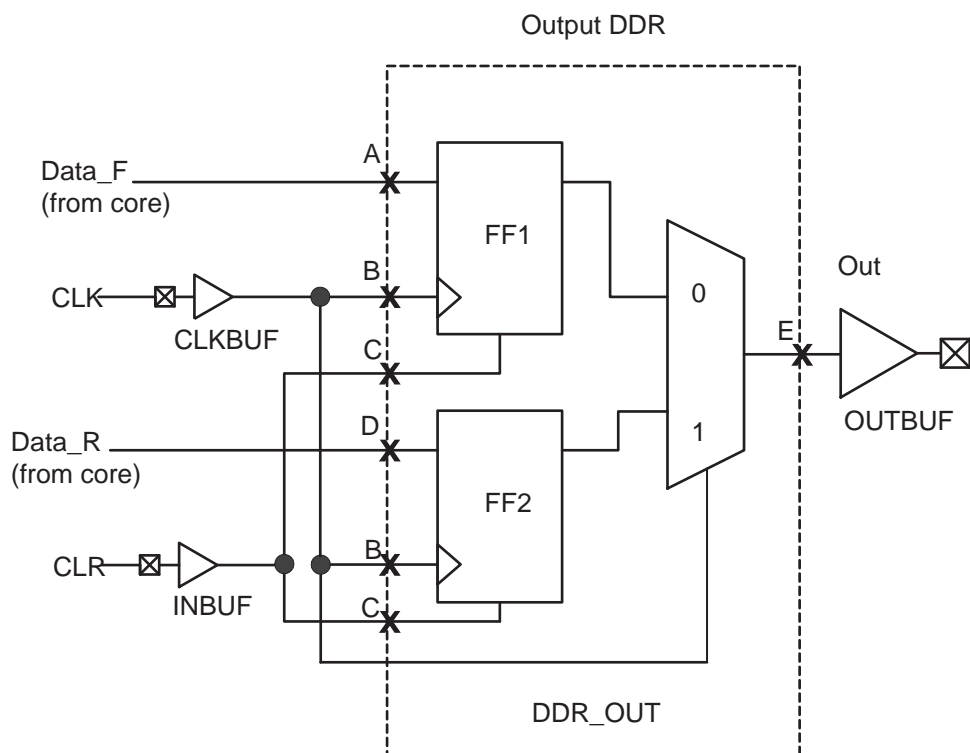 Output DDR
A
Data_F
(from core)
FF1
B
CLK
CLKBUF
0
Out
E
C
OUTBUF
D
Data_R
(from core)
1
FF2
B
CLR
INBUF
C
DDR_OUT